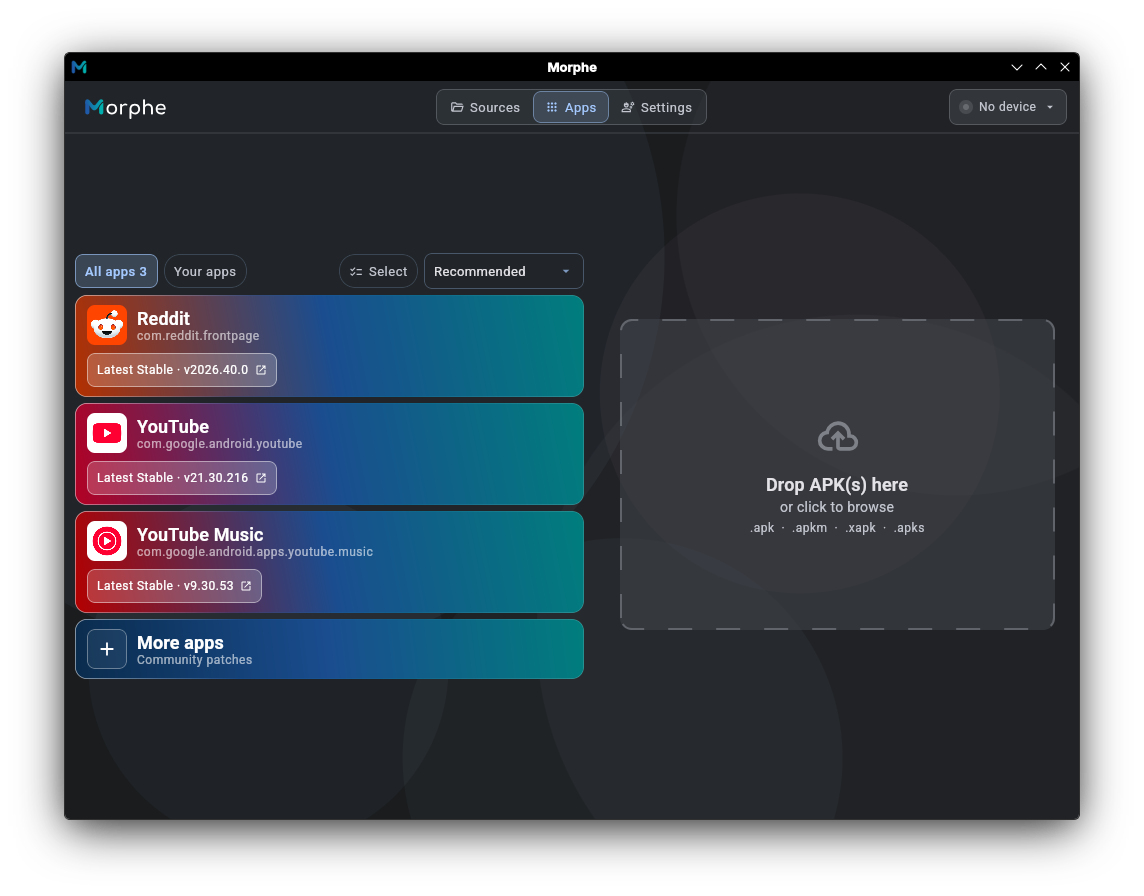 Morphe
Morphe
Sources
Apps
Settings
No device
All apps 3
Your apps
Select
Recommended
Reddit
com.reddit.frontpage
Latest Stable · v2026.40.0
YouTube
com.google.android.youtube
Latest Stable · v21.30.216
YouTube Music
com.google.android.apps.youtube.music
Latest Stable · v9.30.53
More apps
Community patches
Drop APK(s) here
or click to browse
.apk · .apkm · .xapk · .apks